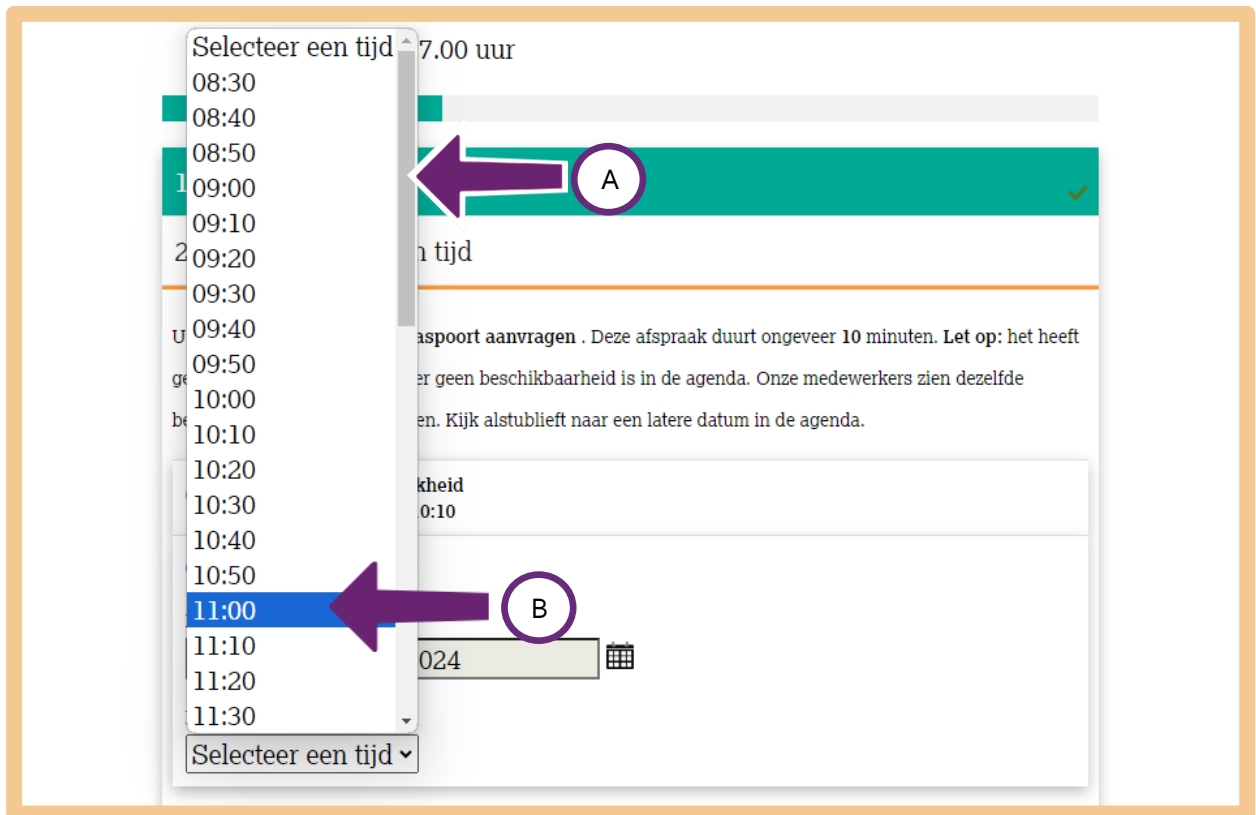 Selecteer een tijd
7.00 uur
08:30
08:40
08:50
09:00
09:10
09:20
09:30
09:40
09:50
10:00
10:10
10:20
10:30
10:40
10:50
11:00
11:10
11:20
11:30
Selecteer een tijd
A
1
2
tijd
aspoort aanvragen . Deze afspraak duurt ongeveer 10 minuten. Let op: het heeft
er geen beschikbaarheid is in de agenda. Onze medewerkers zien dezelfde
en. Kijk alstublieft naar een latere datum in de agenda.
kheid
0:10
B
024